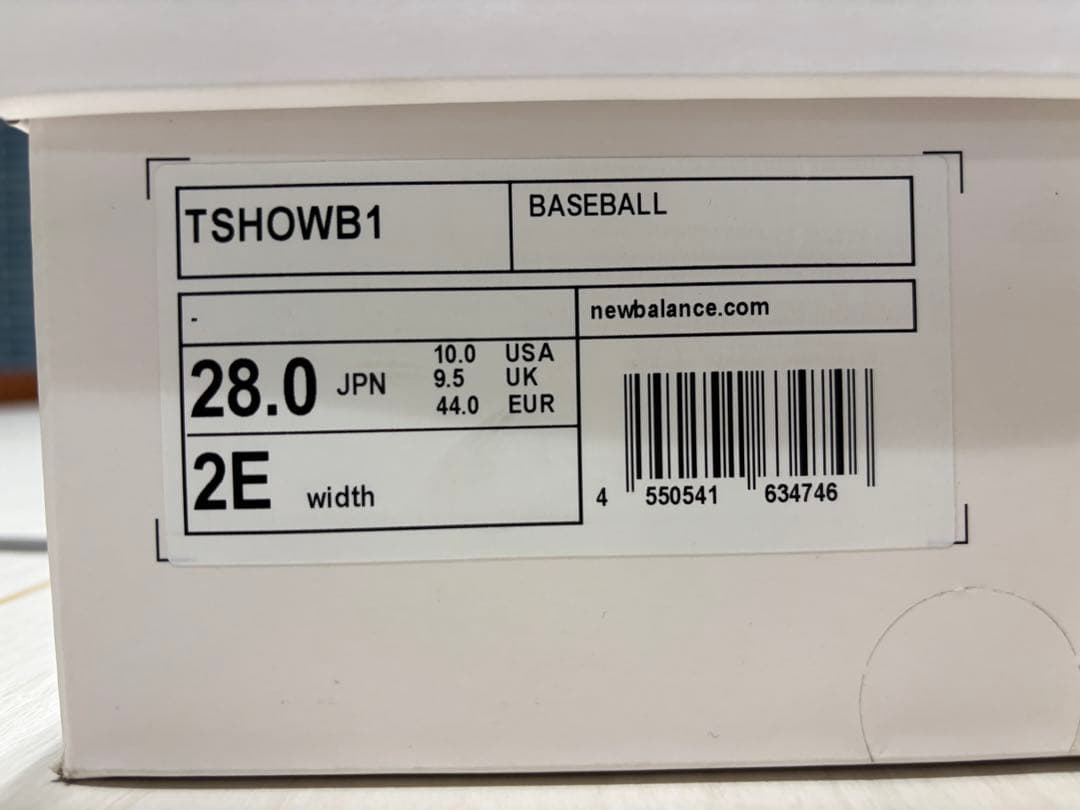 TSHOWB1
BASEBALL
-
newbalance.com
28.0 JPN
10.0 USA
9.5 UK
44.0 EUR
2E width
4 550541 634746